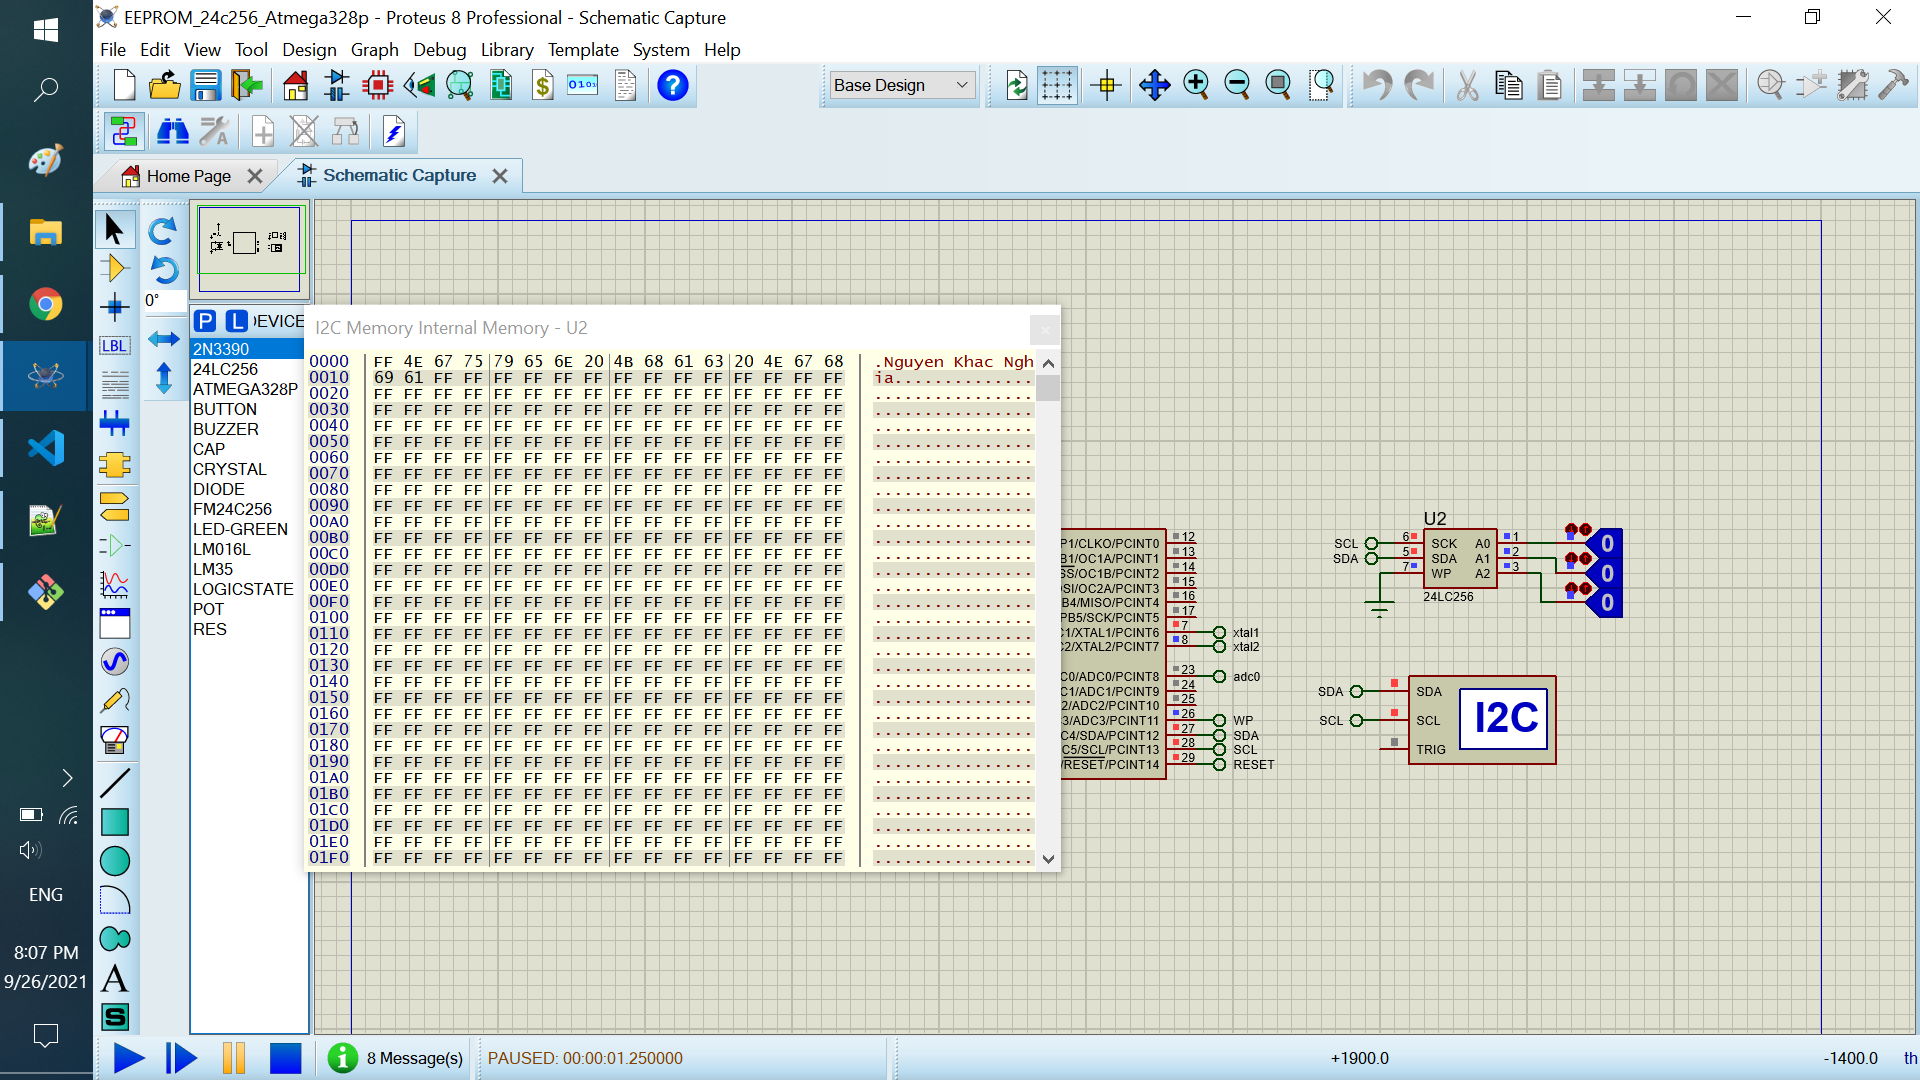 EEPROM_24c256_Atmega328p - Proteus 8 Professional - Schematic Capture
File Edit View Tool Design Graph Debug Library Template System Help
Base Design
Home Page
Schematic Capture
0°
P L DEVICE
LBL
2N3390
24LC256
ATMEGA328P
BUTTON
BUZZER
CAP
CRYSTAL
DIODE
FM24C256
LED-GREEN
LM016L
LM35
LOGICSTATE
POT
RES
I2C Memory Internal Memory - U2
0000 FF 4E 67 75 79 65 6E 20 4B 68 61 63 20 4E 67 68 .Nguyen Khac Ngh
0010 69 61 FF FF FF FF FF FF FF FF FF FF FF FF FF FF ia..............
0020 FF FF FF FF FF FF FF FF FF FF FF FF FF FF FF FF ................
0030 FF FF FF FF FF FF FF FF FF FF FF FF FF FF FF FF ................
0040 FF FF FF FF FF FF FF FF FF FF FF FF FF FF FF FF ................
0050 FF FF FF FF FF FF FF FF FF FF FF FF FF FF FF FF ................
0060 FF FF FF FF FF FF FF FF FF FF FF FF FF FF FF FF ................
0070 FF FF FF FF FF FF FF FF FF FF FF FF FF FF FF FF ................
0080 FF FF FF FF FF FF FF FF FF FF FF FF FF FF FF FF ................
0090 FF FF FF FF FF FF FF FF FF FF FF FF FF FF FF FF ................
00A0 FF FF FF FF FF FF FF FF FF FF FF FF FF FF FF FF ................
00B0 FF FF FF FF FF FF FF FF FF FF FF FF FF FF FF FF ................
00C0 FF FF FF FF FF FF FF FF FF FF FF FF FF FF FF FF ................
00D0 FF FF FF FF FF FF FF FF FF FF FF FF FF FF FF FF ................
00E0 FF FF FF FF FF FF FF FF FF FF FF FF FF FF FF FF ................
00F0 FF FF FF FF FF FF FF FF FF FF FF FF FF FF FF FF ................
0100 FF FF FF FF FF FF FF FF FF FF FF FF FF FF FF FF ................
0110 FF FF FF FF FF FF FF FF FF FF FF FF FF FF FF FF ................
0120 FF FF FF FF FF FF FF FF FF FF FF FF FF FF FF FF ................
0130 FF FF FF FF FF FF FF FF FF FF FF FF FF FF FF FF ................
0140 FF FF FF FF FF FF FF FF FF FF FF FF FF FF FF FF ................
0150 FF FF FF FF FF FF FF FF FF FF FF FF FF FF FF FF ................
0160 FF FF FF FF FF FF FF FF FF FF FF FF FF FF FF FF ................
0170 FF FF FF FF FF FF FF FF FF FF FF FF FF FF FF FF ................
0180 FF FF FF FF FF FF FF FF FF FF FF FF FF FF FF FF ................
0190 FF FF FF FF FF FF FF FF FF FF FF FF FF FF FF FF ................
01A0 FF FF FF FF FF FF FF FF FF FF FF FF FF FF FF FF ................
01B0 FF FF FF FF FF FF FF FF FF FF FF FF FF FF FF FF ................
01C0 FF FF FF FF FF FF FF FF FF FF FF FF FF FF FF FF ................
01D0 FF FF FF FF FF FF FF FF FF FF FF FF FF FF FF FF ................
01E0 FF FF FF FF FF FF FF FF FF FF FF FF FF FF FF FF ................
01F0 FF FF FF FF FF FF FF FF FF FF FF FF FF FF FF FF ................
P1/CLKO/PCINT0 12
B1/OC1A/PCINT1 13
SS/OC1B/PCINT2 14
SI/OC2A/PCINT3 15
B4/MISO/PCINT4 16
PB5/SCK/PCINT5 17
1/XTAL1/PCINT6 7 xtal1
2/XTAL2/PCINT7 8 xtal2
C0/ADC0/PCINT8 23 adc0
C1/ADC1/PCINT9 24
2/ADC2/PCINT10 25
3/ADC3/PCINT11 26 WP
C4/SDA/PCINT12 27 SDA
C5/SCL/PCINT13 28 SCL
/RESET/PCINT14 29 RESET
U2
SCL 6 SCK A0 1 0
SDA 5 SDA A1 2 0
7 WP A2 3 0
24LC256
SDA SDA
SCL SCL
TRIG
I2C
ENG
8:07 PM
9/26/2021
8 Message(s)
PAUSED: 00:00:01.250000
+1900.0
-1400.0
th